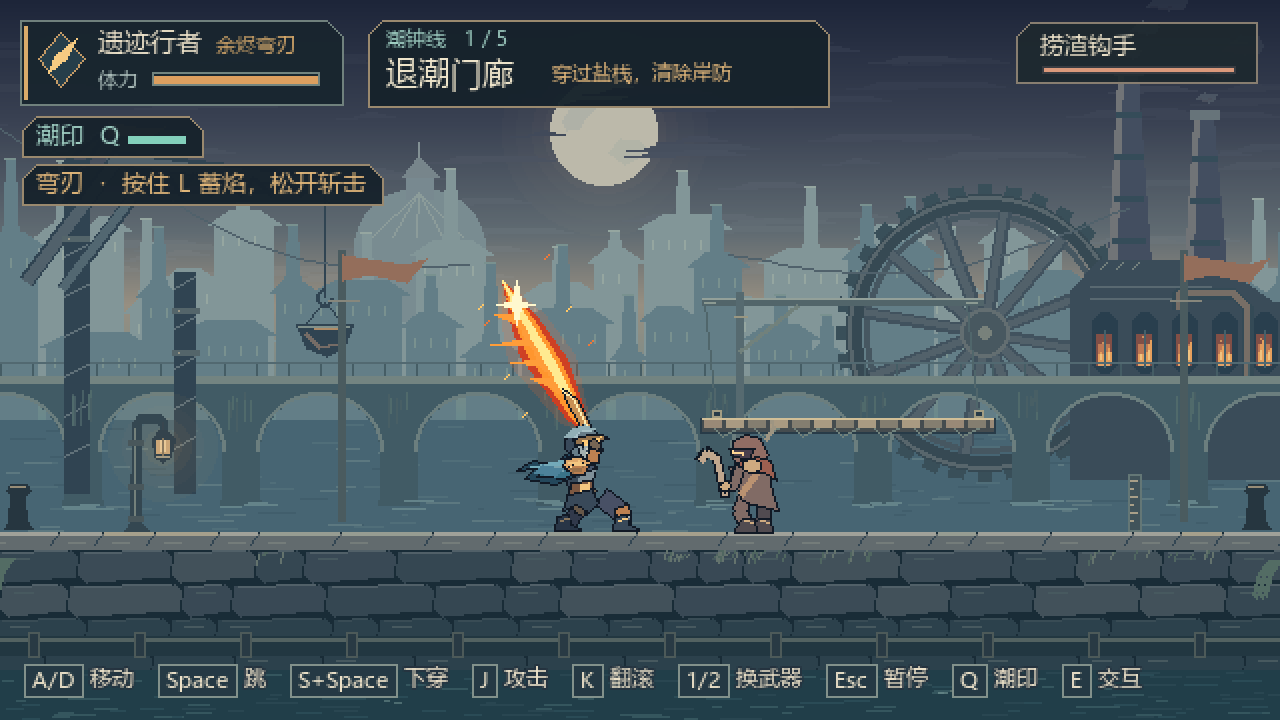 遗迹行者 余烬弯刃
体力
潮钟线 1 / 5
退潮门廊 穿过盐栈，清除岸防
捞渣钩手
潮印 Q
弯刃 · 按住 L 蓄焰，松开斩击
A/D 移动 Space 跳 S+Space 下穿 J 攻击 K 翻滚 1/2 换武器 Esc 暂停 Q 潮印 E 交互